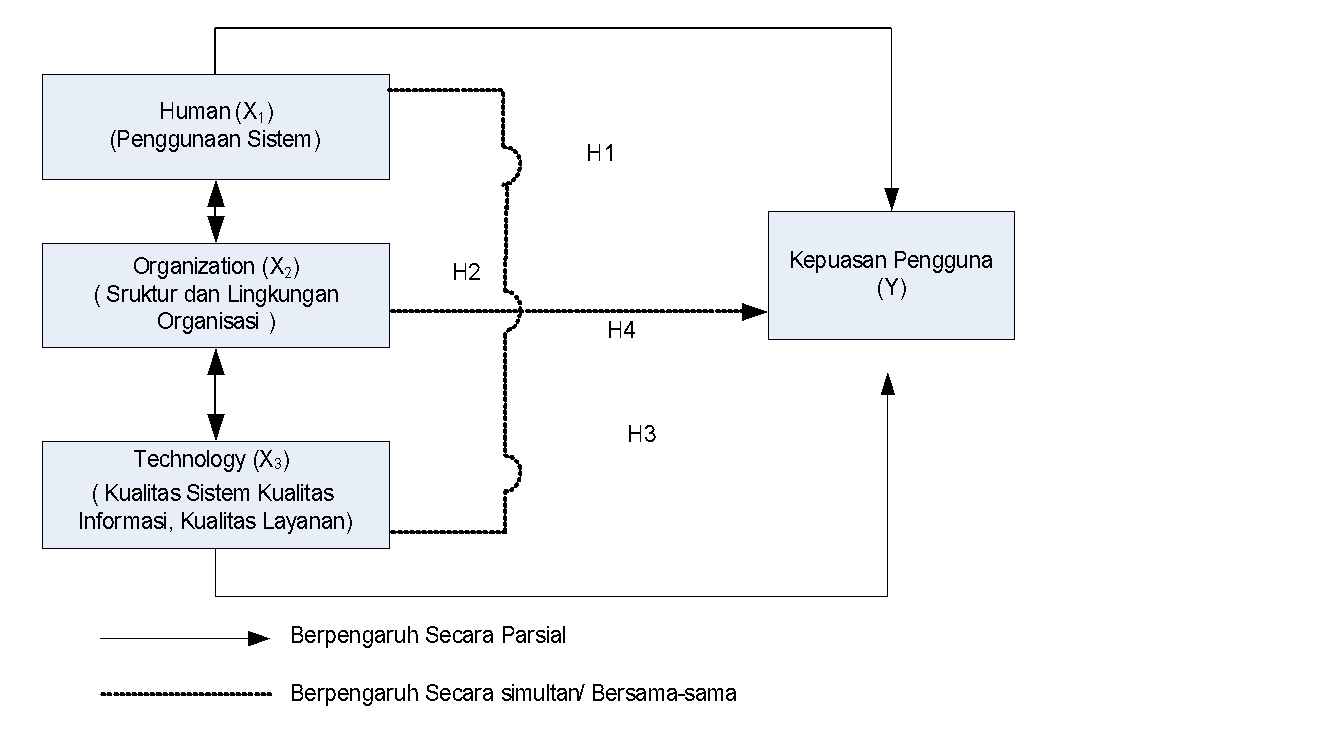 Human (X₁)
(Penggunaan Sistem)
H1
Organization (X₂)
( Sruktur dan Lingkungan
Organisasi )
H2
Kepuasan Pengguna
(Y)
H4
H3
Technology (X₃)
( Kualitas Sistem Kualitas
Informasi, Kualitas Layanan)
Berpengaruh Secara Parsial
Berpengaruh Secara simultan/ Bersama-sama